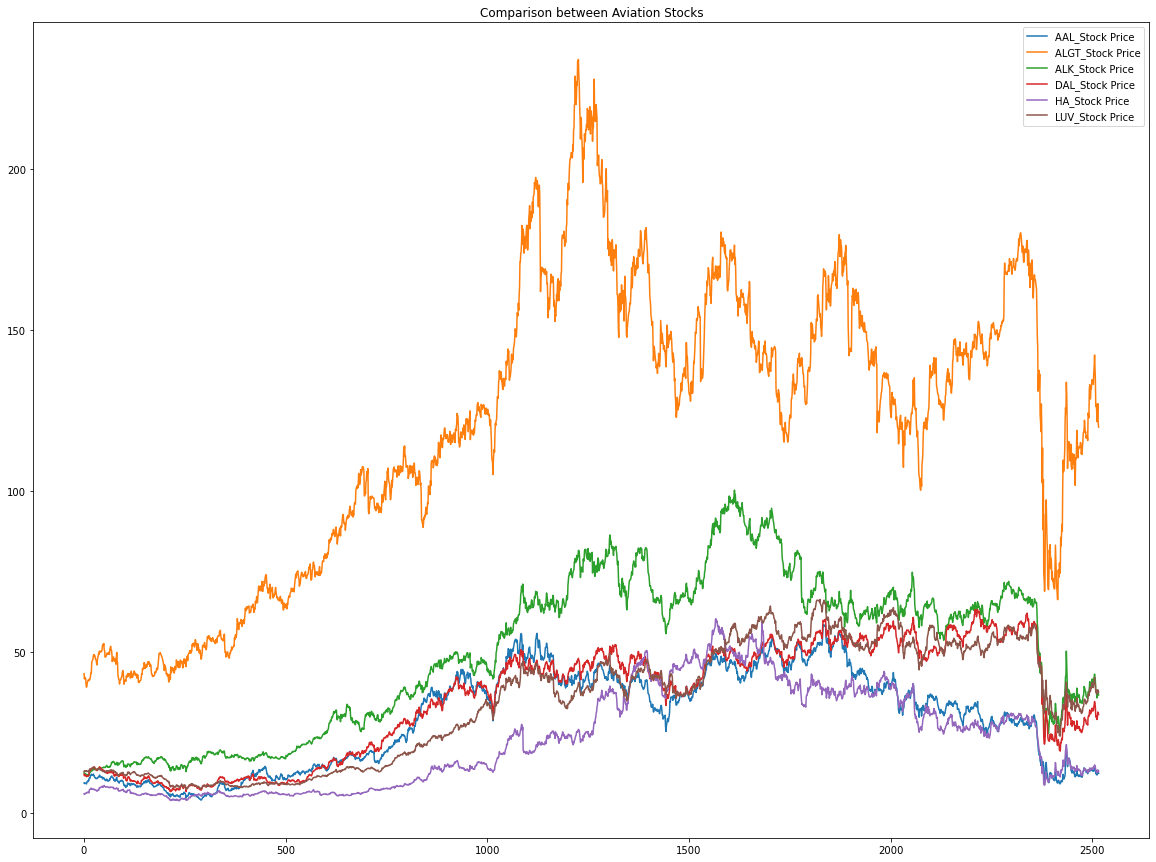 Comparison between Aviation Stocks
AAL_Stock Price
ALGT_Stock Price
ALK_Stock Price
DAL_Stock Price
HA_Stock Price
LUV_Stock Price
200
150
100
50
0
0 500 1000 1500 2000 2500